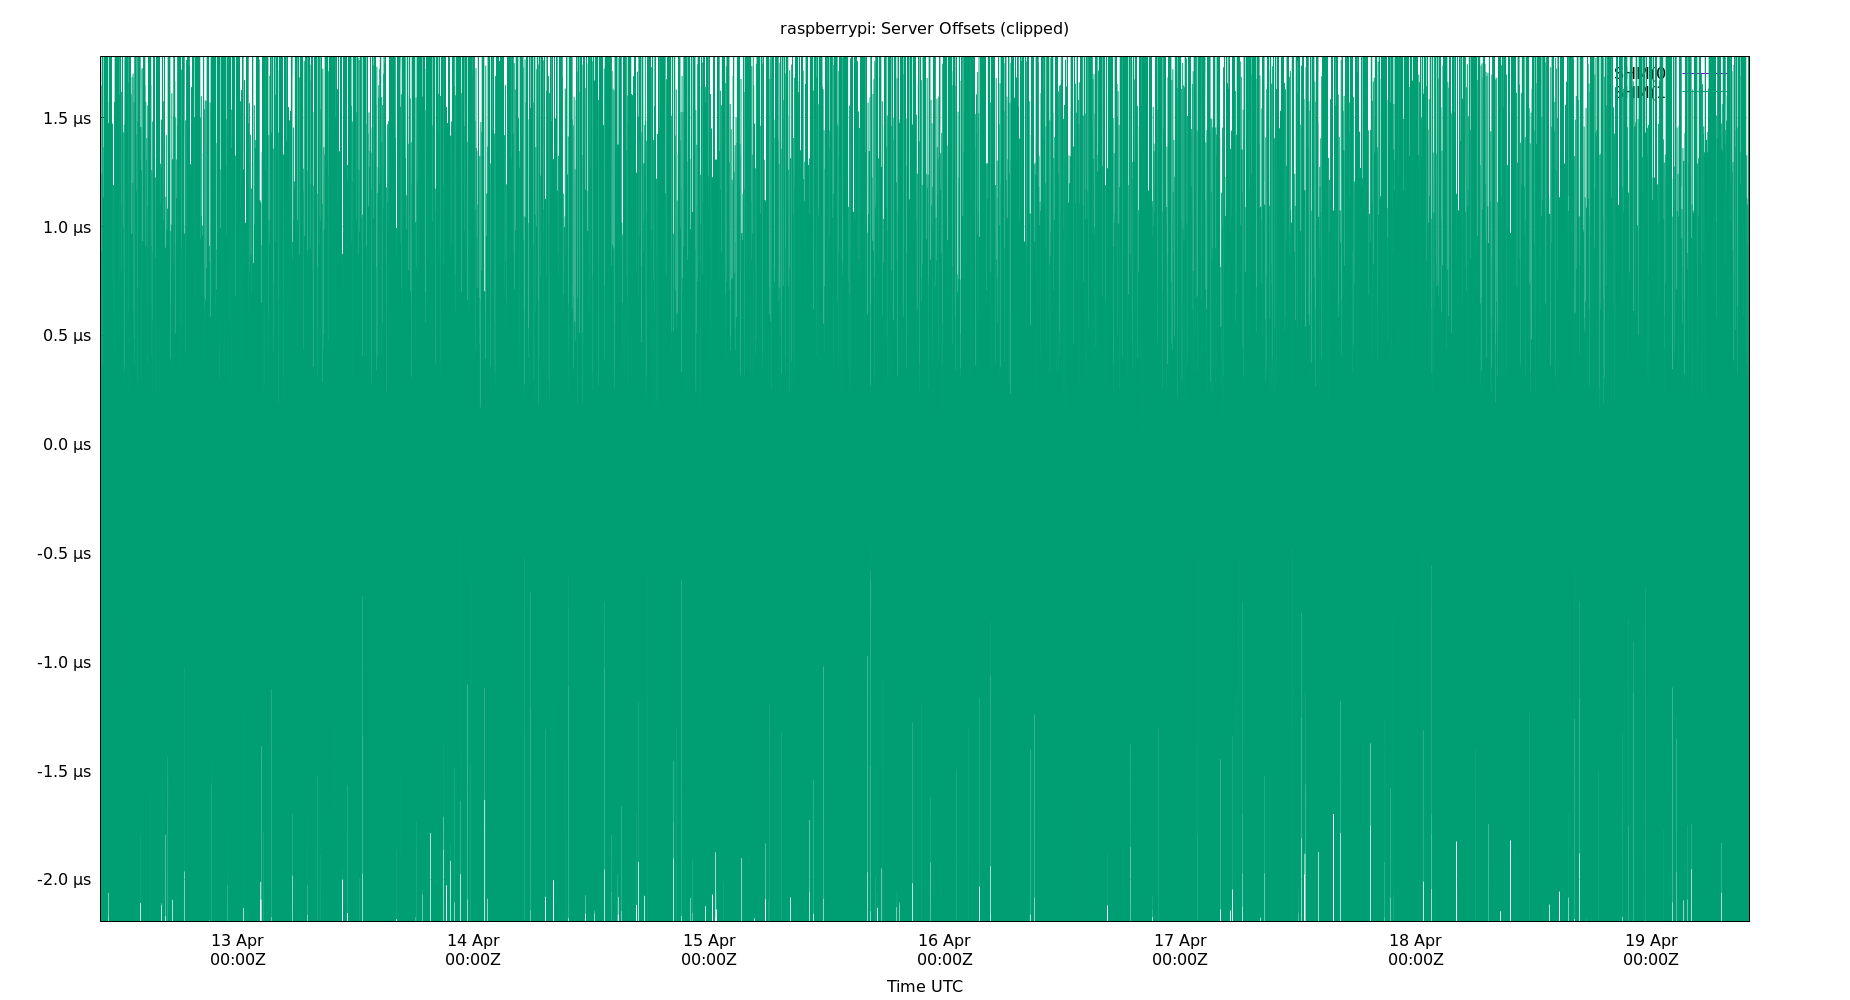 raspberrypi: Server Offsets (clipped)
1.5 µs
1.0 µs
0.5 µs
0.0 µs
-0.5 µs
-1.0 µs
-1.5 µs
-2.0 µs
13 Apr 14 Apr 15 Apr 16 Apr 17 Apr 18 Apr 19 Apr
00:00Z 00:00Z 00:00Z 00:00Z 00:00Z 00:00Z 00:00Z
Time UTC